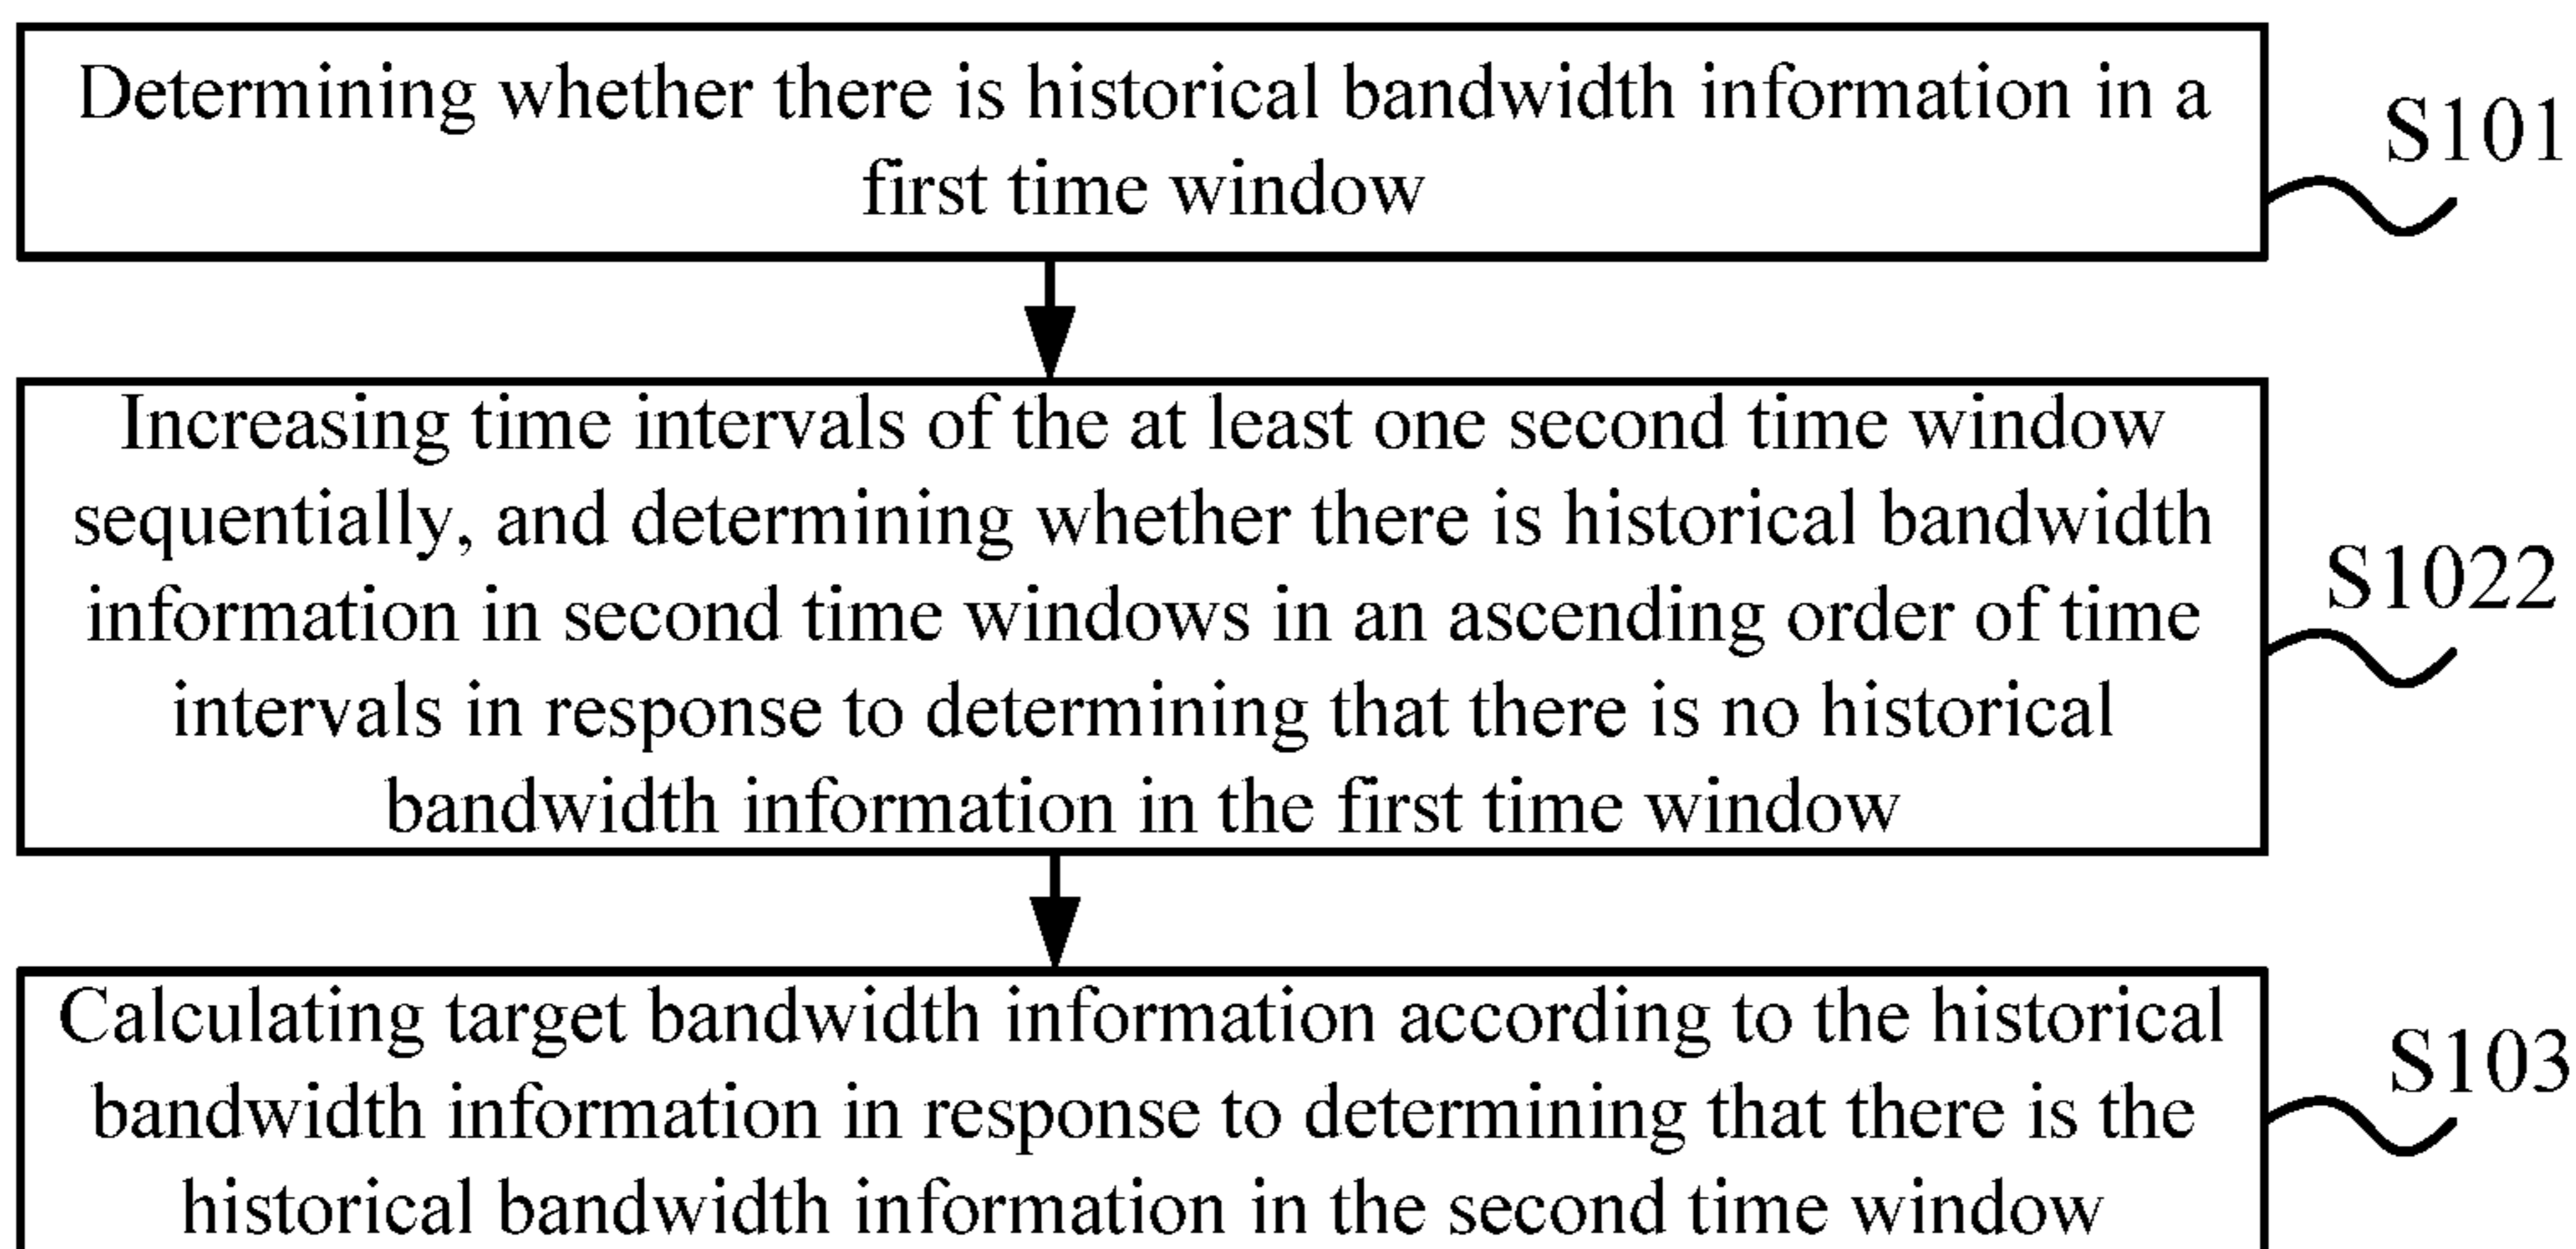 Determining whether there is historical bandwidth information in a
first time window
S101
Increasing time intervals of the at least one second time window
sequentially, and determining whether there is historical bandwidth
information in second time windows in an ascending order of time
intervals in response to determining that there is no historical
bandwidth information in the first time window
S1022
Calculating target bandwidth information according to the historical
bandwidth information in response to determining that there is the
historical bandwidth information in the second time window
S103